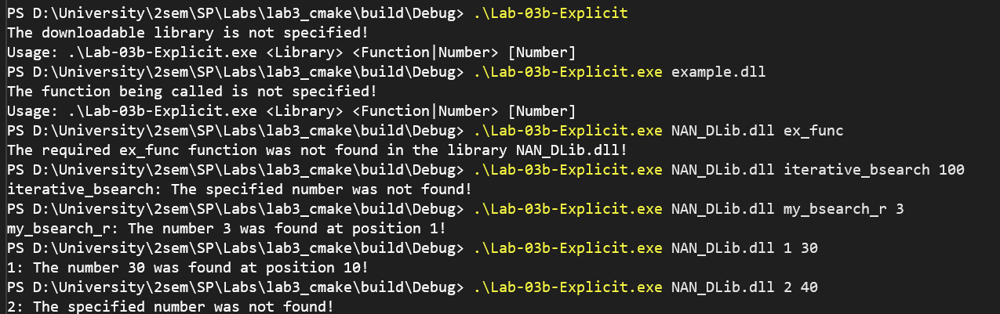 PS D:\University\2sem\SP\Labs\lab3_cmake\build\Debug> .\Lab-03b-Explicit
The downloadable library is not specified!
Usage: .\Lab-03b-Explicit.exe <Library> <Function|Number> [Number]
PS D:\University\2sem\SP\Labs\lab3_cmake\build\Debug> .\Lab-03b-Explicit.exe example.dll
The function being called is not specified!
Usage: .\Lab-03b-Explicit.exe <Library> <Function|Number> [Number]
PS D:\University\2sem\SP\Labs\lab3_cmake\build\Debug> .\Lab-03b-Explicit.exe NAN_DLib.dll ex_func
The required ex_func function was not found in the library NAN_DLib.dll!
PS D:\University\2sem\SP\Labs\lab3_cmake\build\Debug> .\Lab-03b-Explicit.exe NAN_DLib.dll iterative_bsearch 100
iterative_bsearch: The specified number was not found!
PS D:\University\2sem\SP\Labs\lab3_cmake\build\Debug> .\Lab-03b-Explicit.exe NAN_DLib.dll my_bsearch_r 3
my_bsearch_r: The number 3 was found at position 1!
PS D:\University\2sem\SP\Labs\lab3_cmake\build\Debug> .\Lab-03b-Explicit.exe NAN_DLib.dll 1 30
1: The number 30 was found at position 10!
PS D:\University\2sem\SP\Labs\lab3_cmake\build\Debug> .\Lab-03b-Explicit.exe NAN_DLib.dll 2 40
2: The specified number was not found!